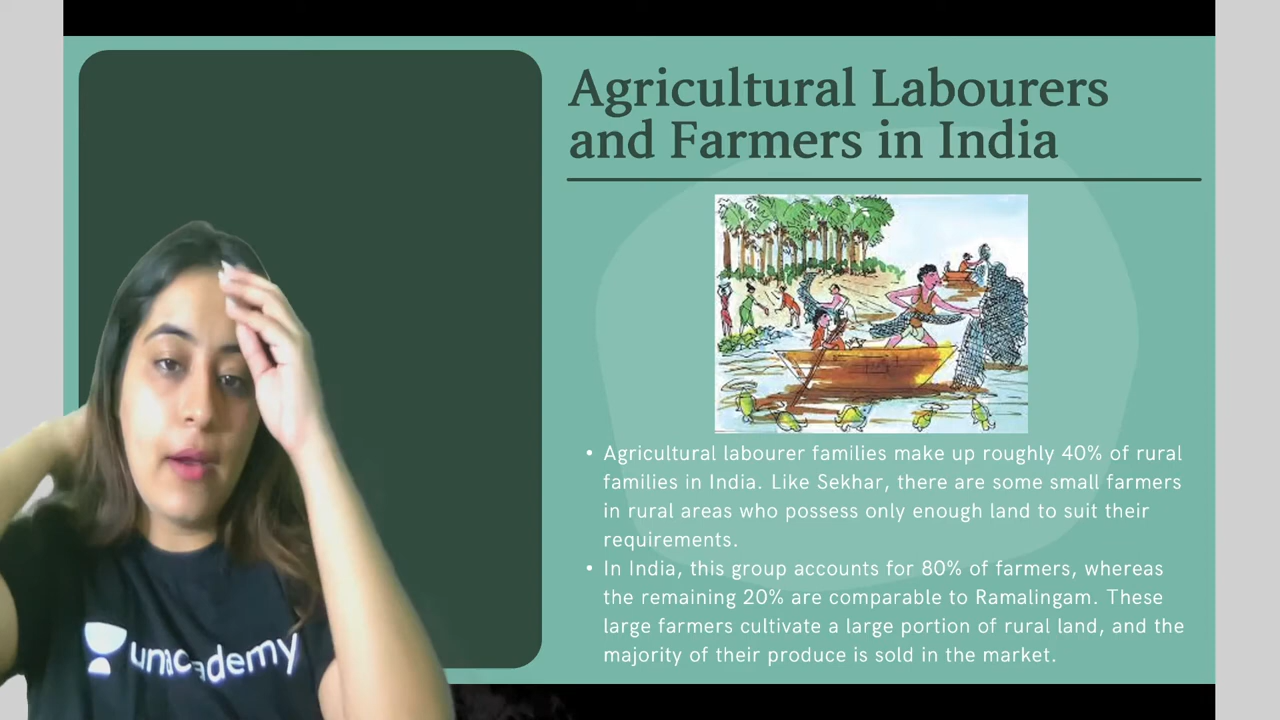 Agricultural Labourers
and Farmers in India
• Agricultural labourer families make up roughly 40% of rural
families in India. Like Sekhar, there are some small farmers
in rural areas who possess only enough land to suit their
requirements.
• In India, this group accounts for 80% of farmers, whereas
the remaining 20% are comparable to Ramalingam. These
large farmers cultivate a large portion of rural land, and the
majority of their produce is sold in the market.
unacademy